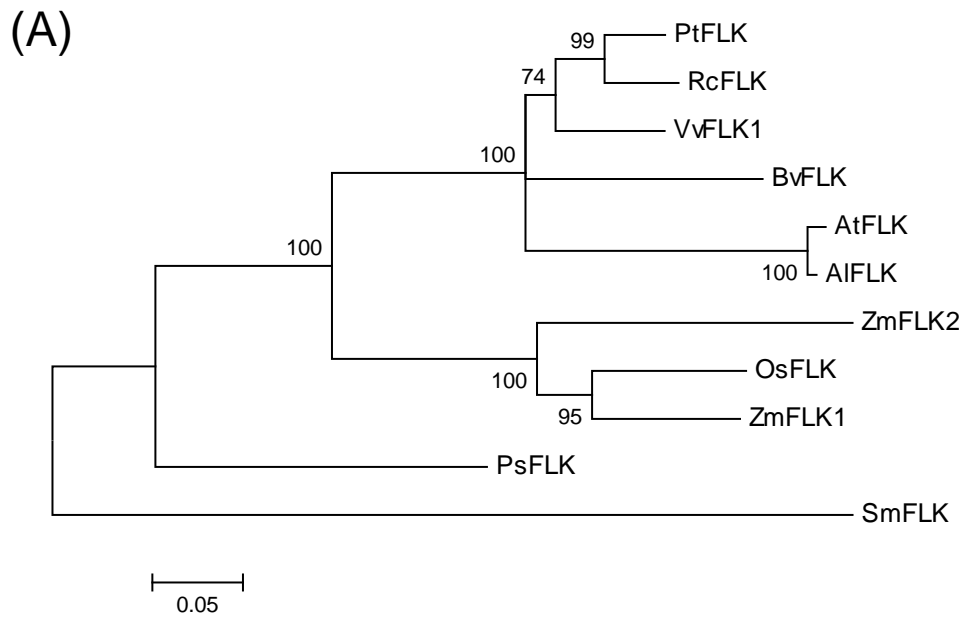 (A)
99
PtFLK
RcFLK
74
VvFLK1
100
BvFLK
AtFLK
100
AlFLK
100
ZmFLK2
100
OsFLK
95
ZmFLK1
PsFLK
SmFLK
0.05